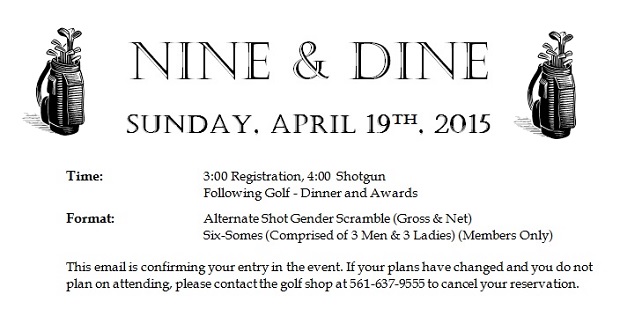 NINE & DINE
SUNDAY, APRIL 19TH, 2015
Time: 3:00 Registration, 4:00 Shotgun
Following Golf - Dinner and Awards
Format: Alternate Shot Gender Scramble (Gross & Net)
Six-Somes (Comprised of 3 Men & 3 Ladies) (Members Only)
This email is confirming your entry in the event. If your plans have changed and you do not
plan on attending, please contact the golf shop at 561-637-9555 to cancel your reservation.